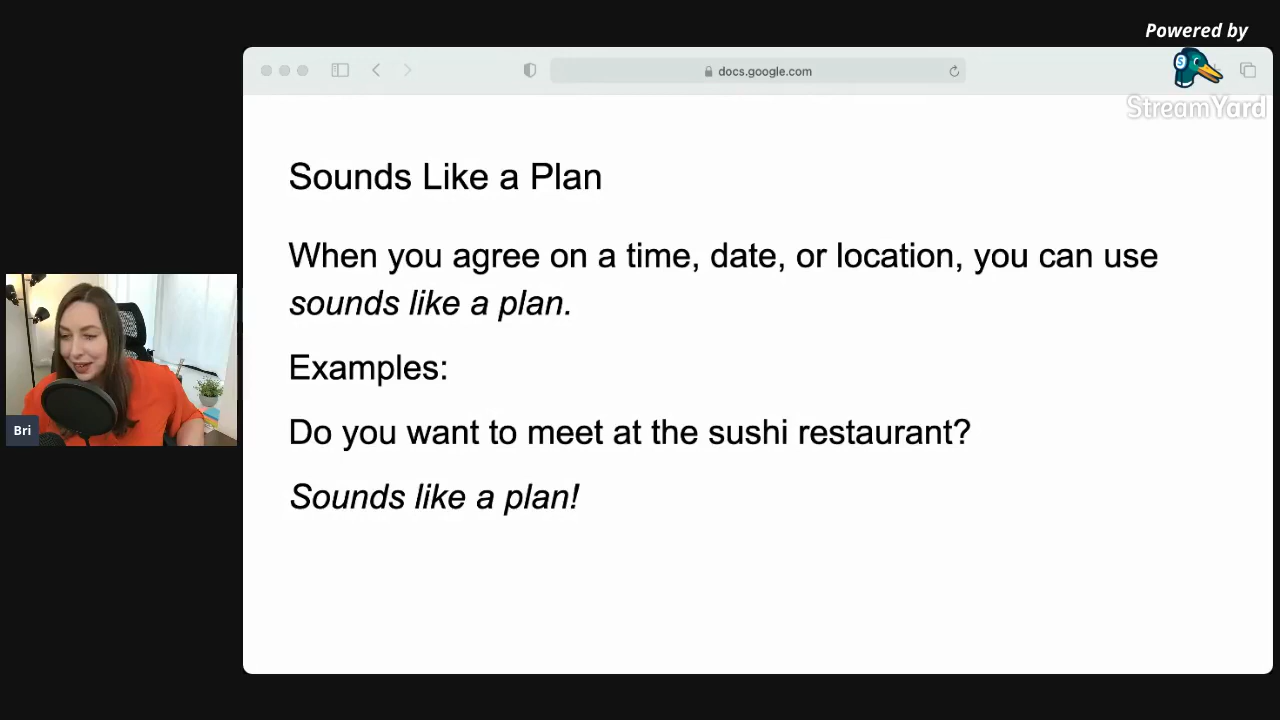 Powered by
docs.google.com
StreamYard
Sounds Like a Plan
When you agree on a time, date, or location, you can use
sounds like a plan.
Examples:
Do you want to meet at the sushi restaurant?
Sounds like a plan!
Bri